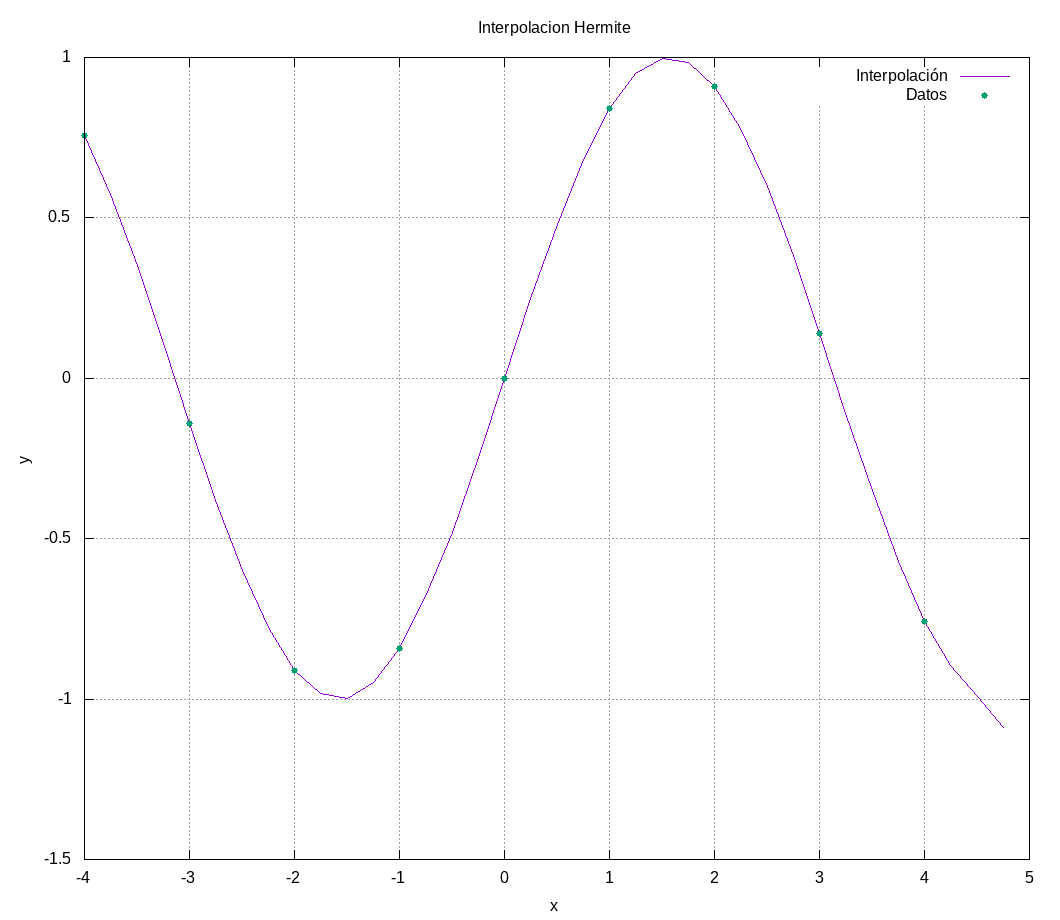 Interpolacion Hermite
Interpolación
Datos
1
0.5
0
-0.5
-1
-1.5
y
-4 -3 -2 -1 0 1 2 3 4 5
x